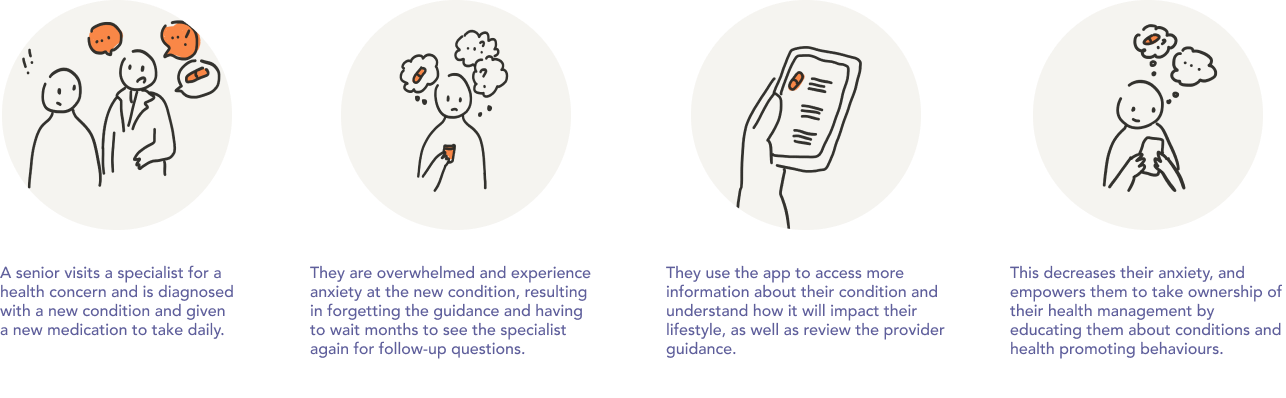 A senior visits a specialist for a
health concern and is diagnosed
with a new condition and given
a new medication to take daily.
They are overwhelmed and experience
anxiety at the new condition, resulting
in forgetting the guidance and having
to wait months to see the specialist
again for follow-up questions.
They use the app to access more
information about their condition and
understand how it will impact their
lifestyle, as well as review the provider
guidance.
This decreases their anxiety, and
empowers them to take ownership of
their health management by
educating them about conditions and
health promoting behaviours.